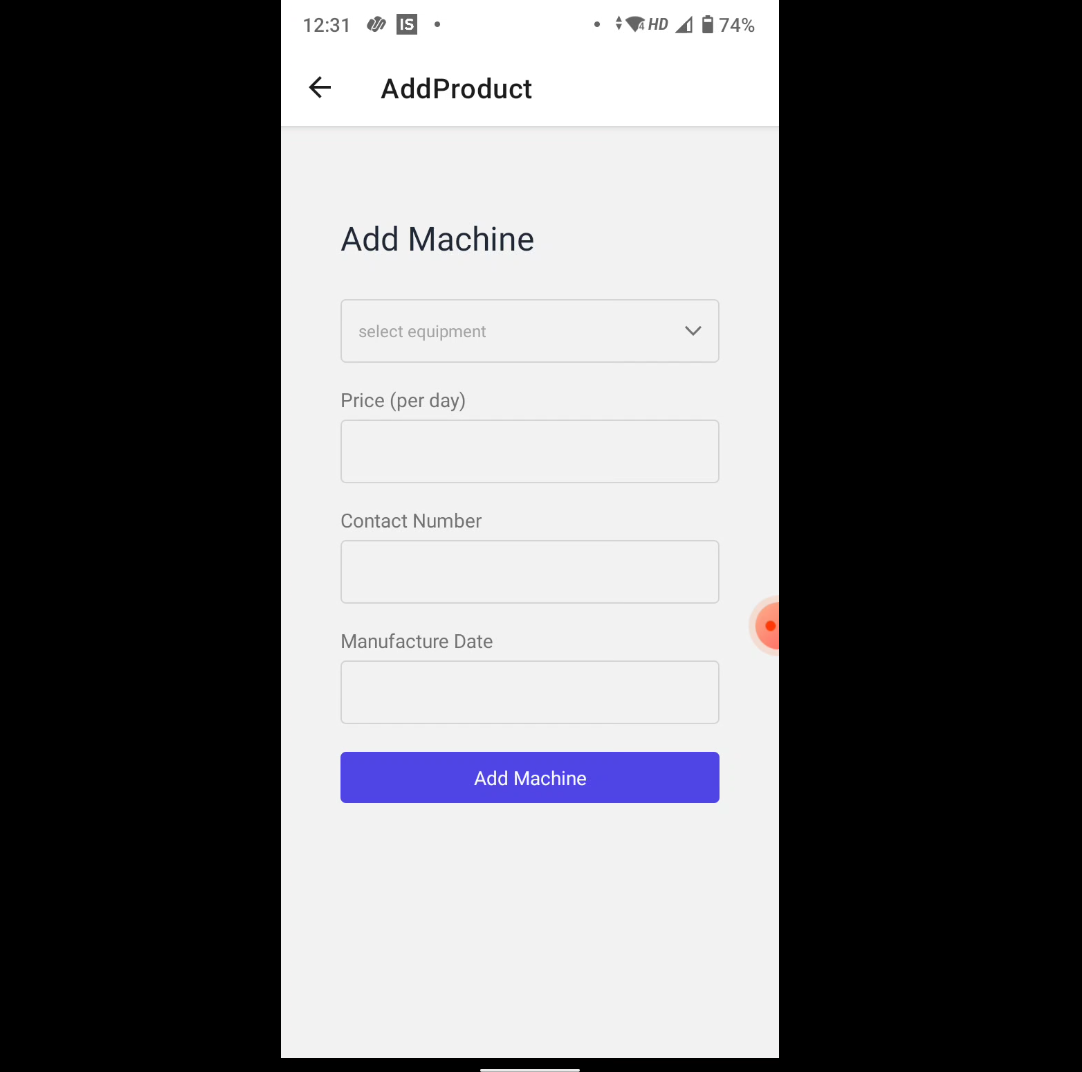 12:31 IS HD 74%
AddProduct
Add Machine
select equipment
Price (per day)
Contact Number
Manufacture Date
Add Machine